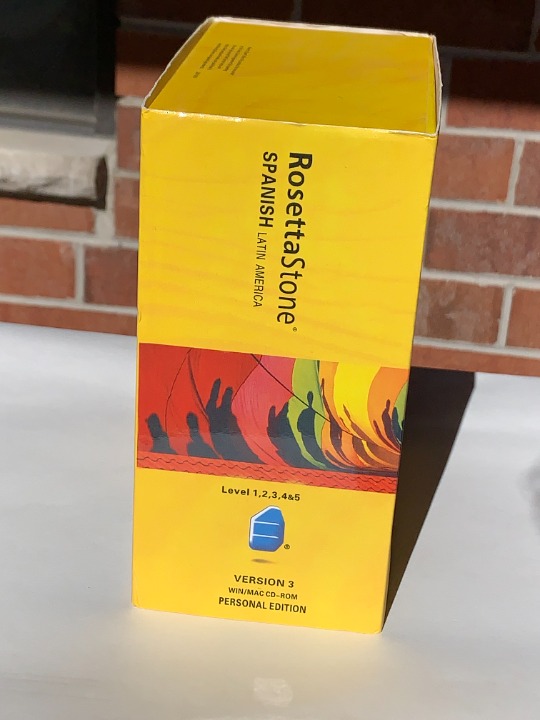 RosettaStone®
SPANISH LATIN AMERICA
Level 1,2,3,4&5
®
VERSION 3
WIN/MAC CD-ROM
PERSONAL EDITION